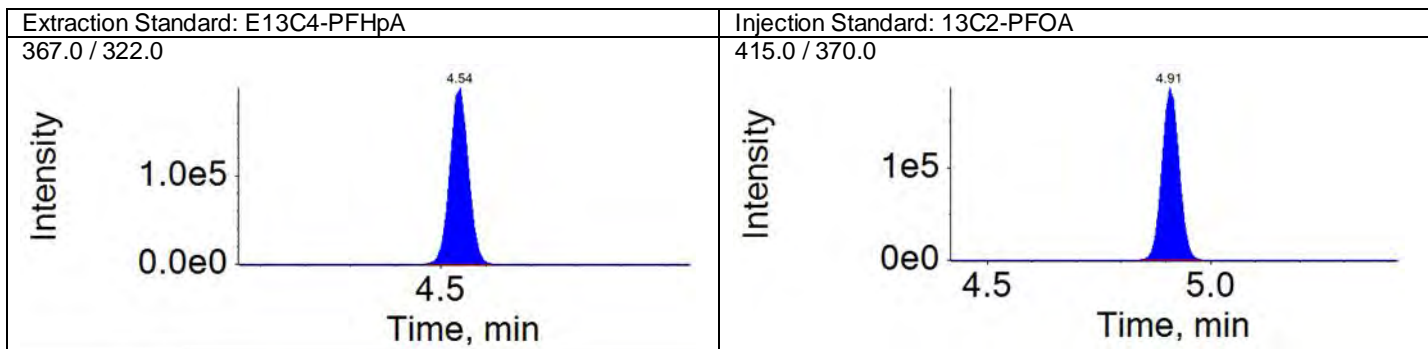 Extraction Standard: E13C4-PFHpA
367.0 / 322.0
4.54
Intensity
1.0e5
0.0e0
4.5
Time, min
Injection Standard: 13C2-PFOA
415.0 / 370.0
4.91
Intensity
1e5
0e0
4.5
5.0
Time, min